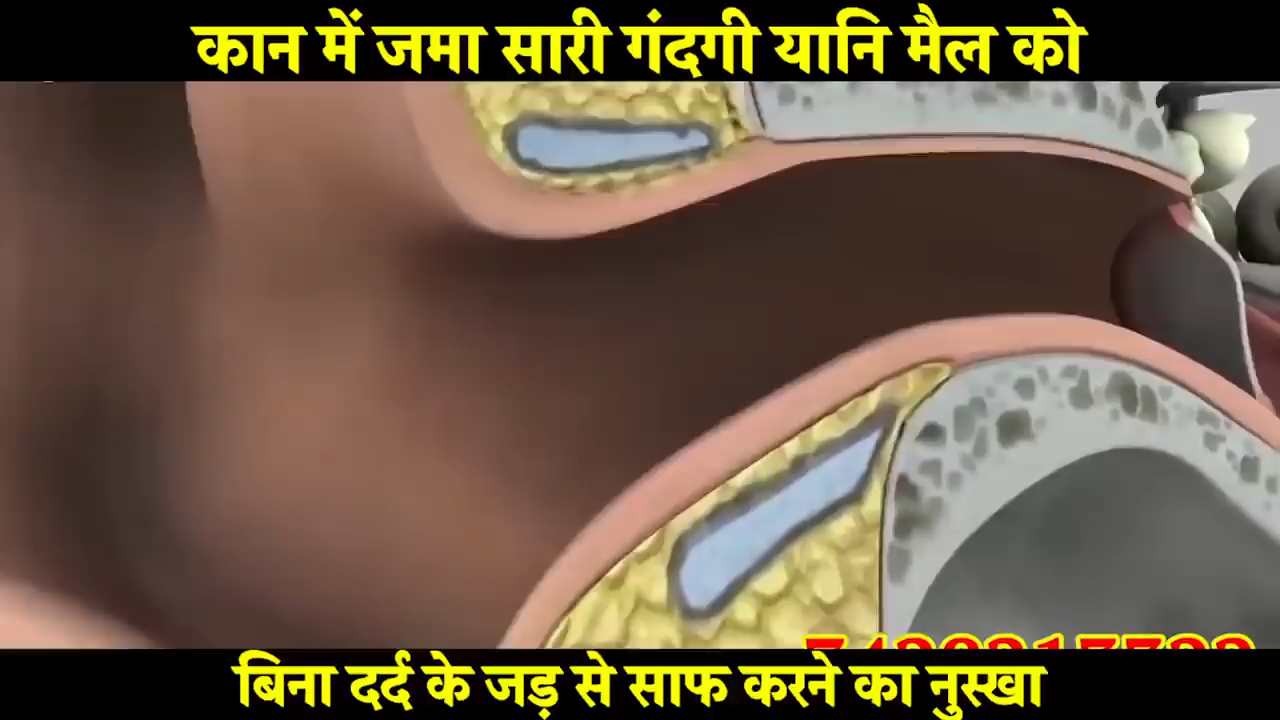 कान में जमा सारी गंदगी यानि मैल को
बिना दर्द के जड़ से साफ करने का नुस्खा